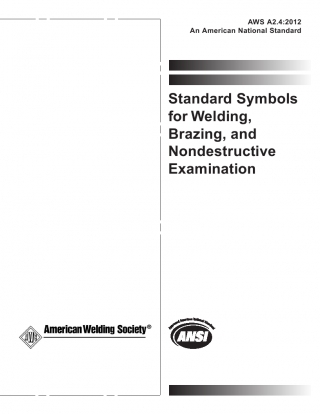 AWS A2.4:2012
An American National Standard
Standard Symbols
for Welding,
Brazing, and
Nondestructive
Examination
American Welding Society®
ANSI